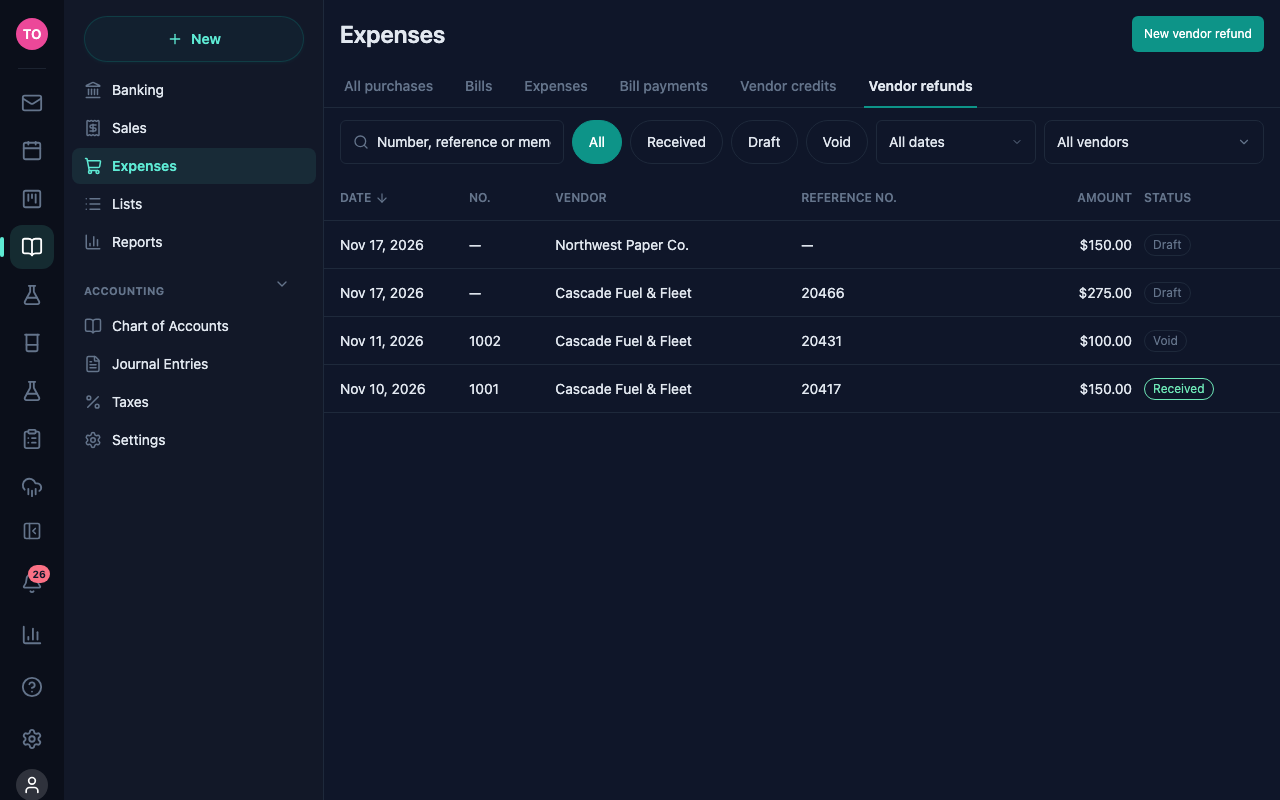 TO
New
Banking
Sales
Expenses
Lists
Reports
ACCOUNTING
Chart of Accounts
Journal Entries
Taxes
Settings
26
Expenses
New vendor refund
All purchases Bills Expenses Bill payments Vendor credits Vendor refunds
Number, reference or mem All Received Draft Void All dates All vendors
DATE NO. VENDOR REFERENCE NO. AMOUNT STATUS
Nov 17, 2026 — Northwest Paper Co. — $150.00 Draft
Nov 17, 2026 — Cascade Fuel & Fleet 20466 $275.00 Draft
Nov 11, 2026 1002 Cascade Fuel & Fleet 20431 $100.00 Void
Nov 10, 2026 1001 Cascade Fuel & Fleet 20417 $150.00 Received